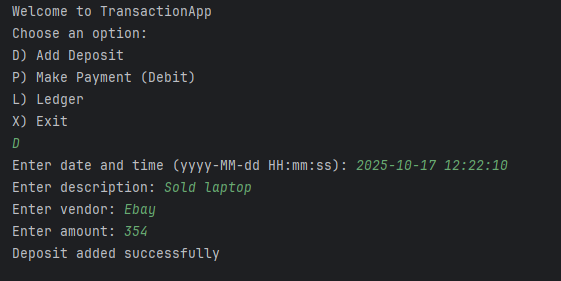 Welcome to TransactionApp
Choose an option:
D) Add Deposit
P) Make Payment (Debit)
L) Ledger
X) Exit
D
Enter date and time (yyyy-MM-dd HH:mm:ss): 2025-10-17 12:22:10
Enter description: Sold laptop
Enter vendor: Ebay
Enter amount: 354
Deposit added successfully